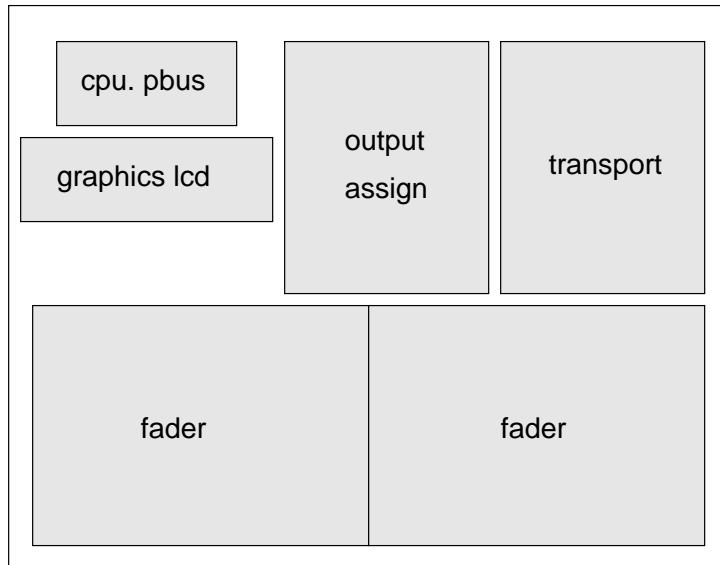 cpu. pbus
graphics lcd
output
assign
transport
fader
fader